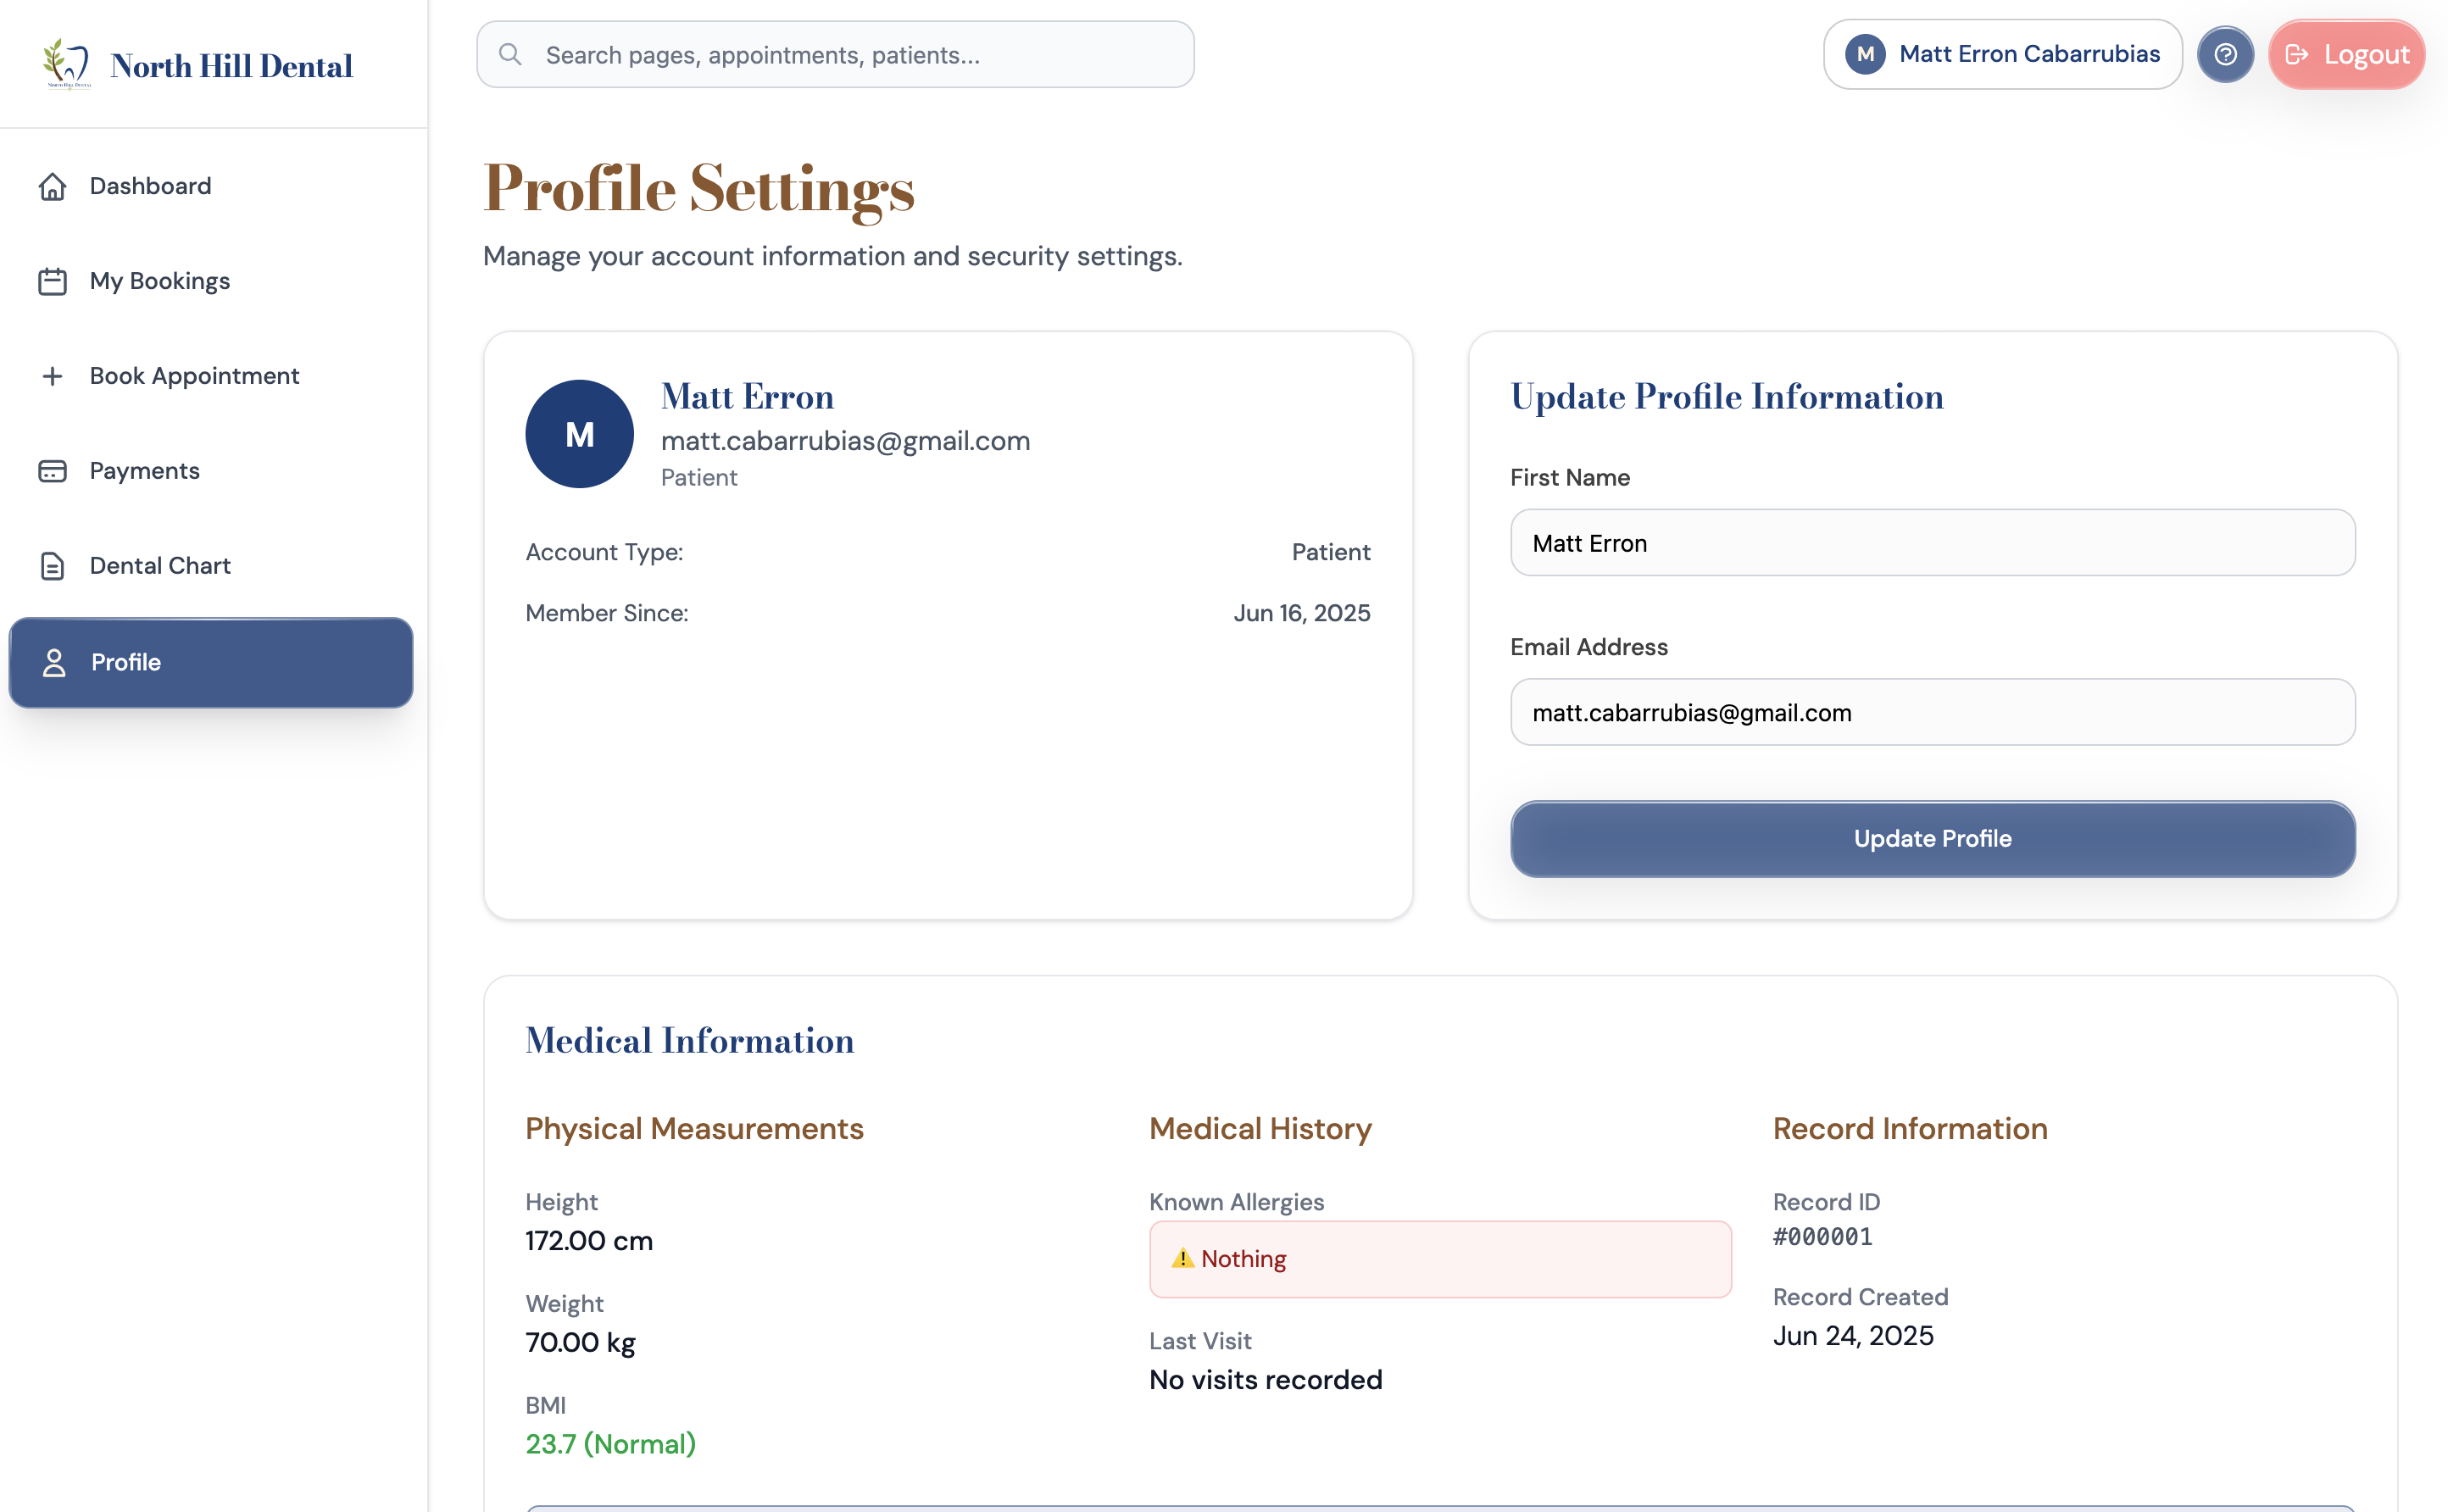 North Hill Dental
Search pages, appointments, patients...
M
Matt Erron Cabarrubias
Logout
Dashboard
My Bookings
Book Appointment
Payments
Dental Chart
Profile
Profile Settings
Manage your account information and security settings.
M
Matt Erron
matt.cabarrubias@gmail.com
Patient
Account Type:
Patient
Member Since:
Jun 16, 2025
Update Profile Information
First Name
Matt Erron
Email Address
matt.cabarrubias@gmail.com
Update Profile
Medical Information
Physical Measurements
Height
172.00 cm
Weight
70.00 kg
BMI
23.7 (Normal)
Medical History
Known Allergies
⚠️ Nothing
Last Visit
No visits recorded
Record Information
Record ID
#000001
Record Created
Jun 24, 2025